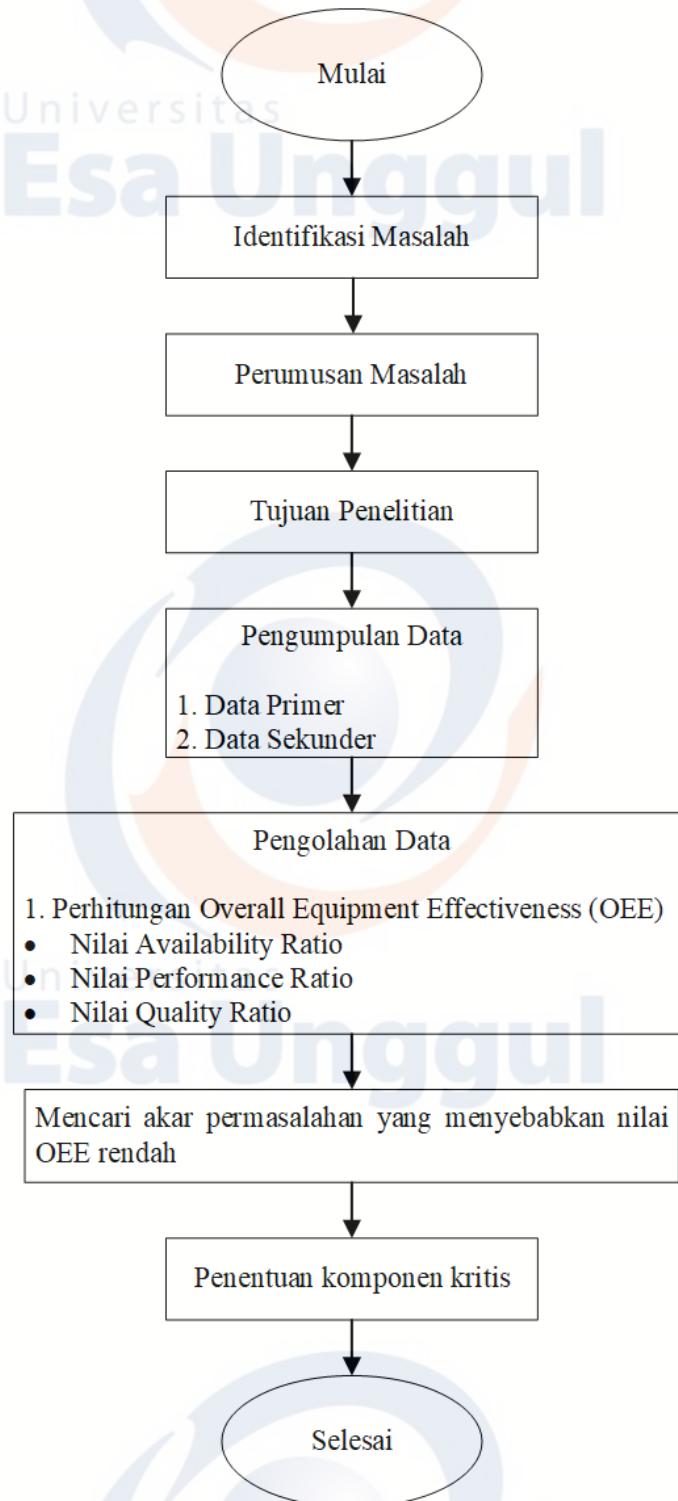 Mulai
Universitas
Esa Unggul
Identifikasi Masalah
Perumusan Masalah
Tujuan Penelitian
Pengumpulan Data
1. Data Primer
2. Data Sekunder
Pengolahan Data
1. Perhitungan Overall Equipment Effectiveness (OEE)
• Nilai Availability Ratio
Universitas
• Nilai Performance Ratio
• Nilai Quality Ratio
Esa Unggul
Mencari akar permasalahan yang menyebabkan nilai
OEE rendah
Penentuan komponen kritis
Selesai